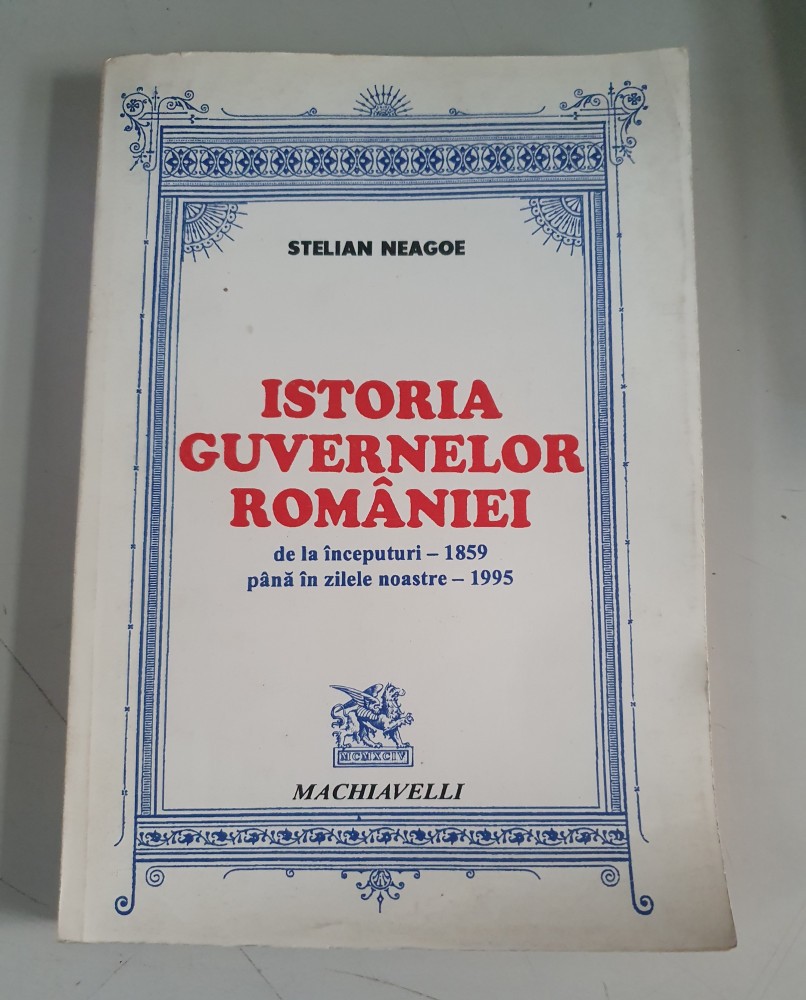 STELIAN NEAGOE
ISTORIA
GUVERNELOR
ROMÂNIEI
de la începuturi – 1859
până în zilele noastre – 1995
MCMXCIV
MACHIAVELLI